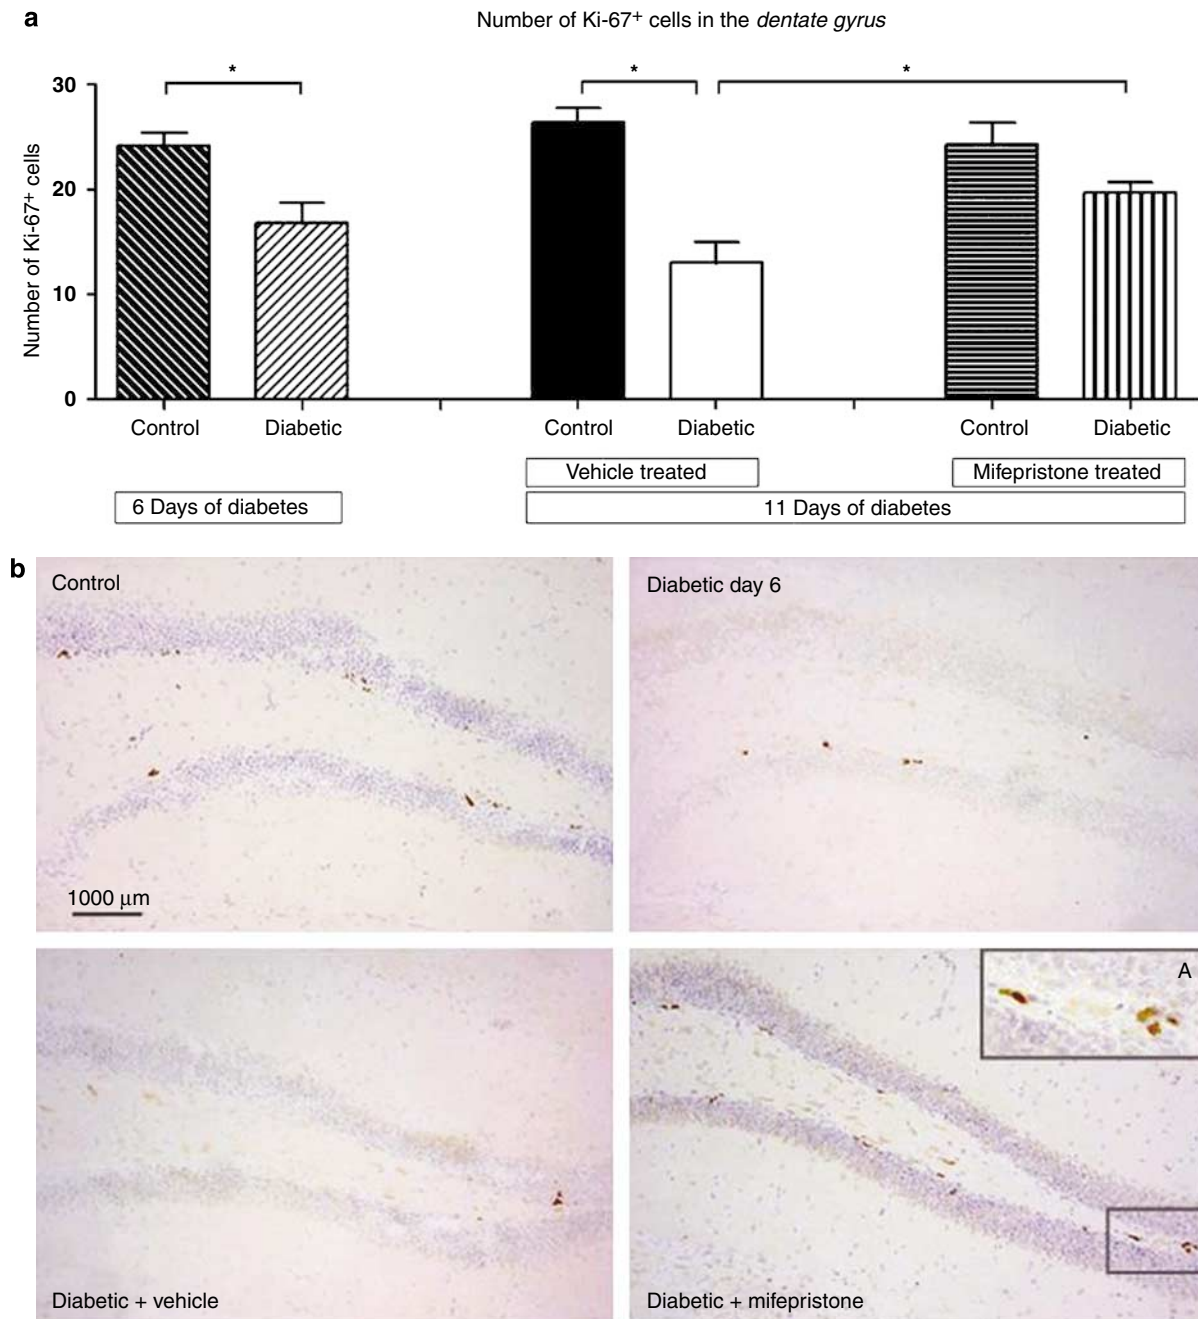 a
Number of Ki-67+ cells in the dentate gyrus
Number of Ki-67+ cells
30
20
10
0
*
*
*
Control
Diabetic
Control
Diabetic
Control
Diabetic
Vehicle treated
Mifepristone treated
6 Days of diabetes
11 Days of diabetes
b
Control
1000 μm
Diabetic day 6
Diabetic + vehicle
A
Diabetic + mifepristone